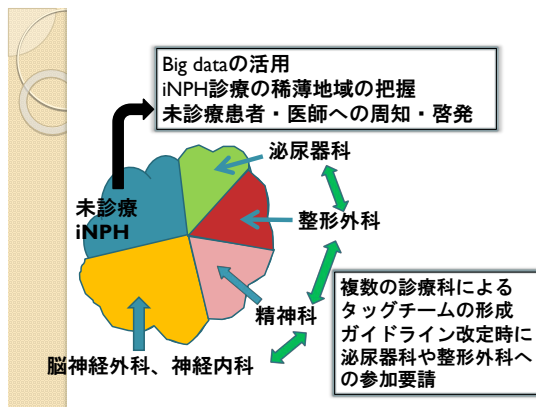 Big dataの活用
iNPH診療の稀薄地域の把握
未診療患者・医師への周知・啓発
泌尿器科
未診療
iNPH
整形外科
精神科
脳神経外科、神経内科
複数の診療科による
タッグチームの形成
ガイドライン改定時に
泌尿器科や整形外科へ
の参加要請